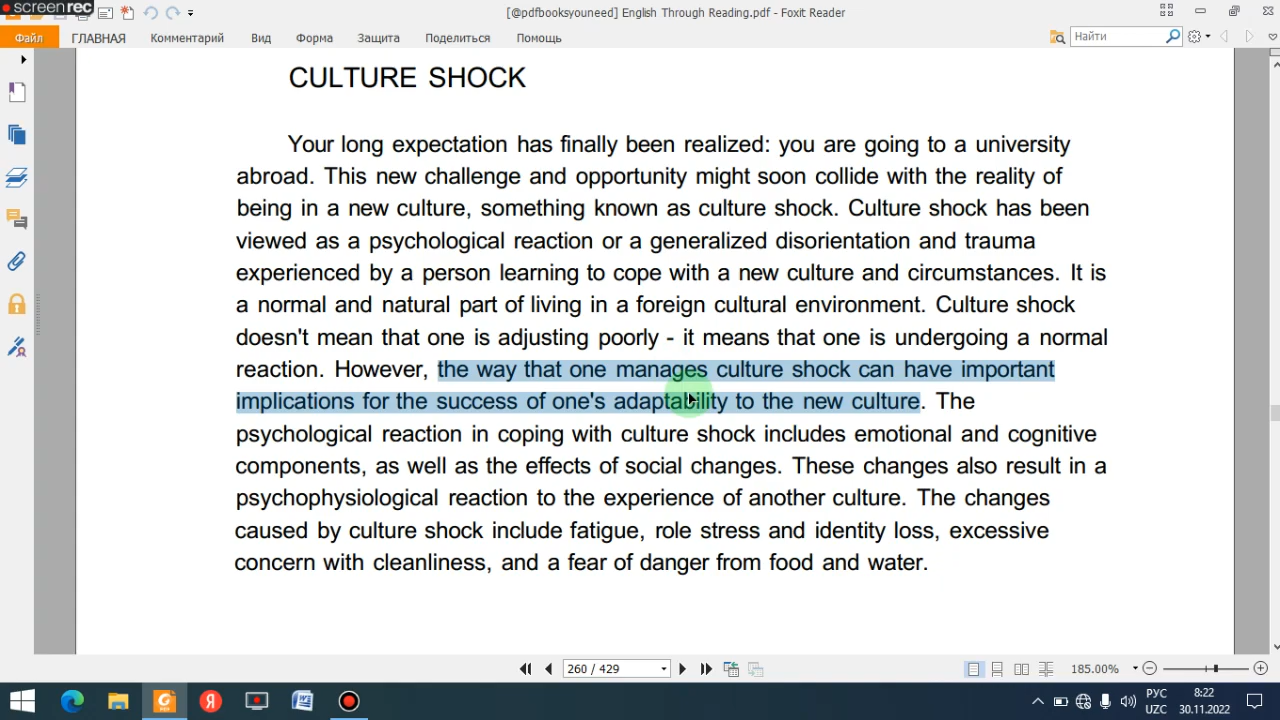 screenrec
[@pdfbooksyouneed] English Through Reading.pdf - Foxit Reader
Файл ГЛАВНАЯ Комментарий Вид Форма Защита Поделиться Помощь Найти
CULTURE SHOCK
Your long expectation has finally been realized: you are going to a university
abroad. This new challenge and opportunity might soon collide with the reality of
being in a new culture, something known as culture shock. Culture shock has been
viewed as a psychological reaction or a generalized disorientation and trauma
experienced by a person learning to cope with a new culture and circumstances. It is
a normal and natural part of living in a foreign cultural environment. Culture shock
doesn't mean that one is adjusting poorly - it means that one is undergoing a normal
reaction. However, the way that one manages culture shock can have important
implications for the success of one's adaptability to the new culture. The
psychological reaction in coping with culture shock includes emotional and cognitive
components, as well as the effects of social changes. These changes also result in a
psychophysiological reaction to the experience of another culture. The changes
caused by culture shock include fatigue, role stress and identity loss, excessive
concern with cleanliness, and a fear of danger from food and water.
260 / 429 185.00%
РУС 8:22
UZC 30.11.2022